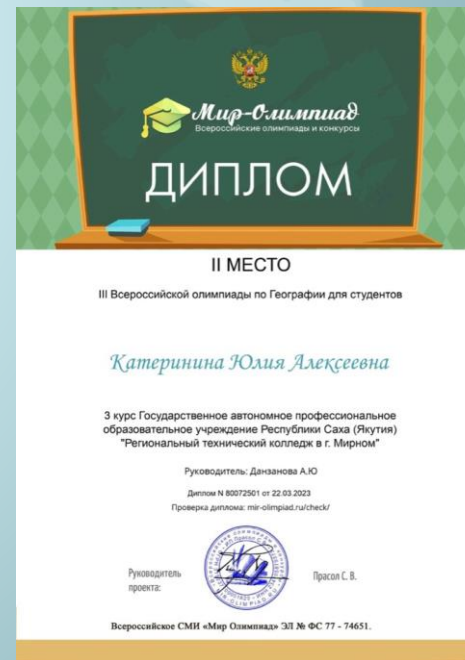 Мир-Олимпиад
Всероссийские олимпиады и конкурсы
ДИПЛОМ
II МЕСТО
III Всероссийской олимпиады по Географии для студентов
Катеринина Юлия Алексеевна
3 курс Государственное автономное профессиональное
образовательное учреждение Республики Саха (Якутия)
"Региональный технический колледж в г. Мирном"
Руководитель: Данзанова А.Ю
Диплом N 80072501 от 22.03.2023
Проверка диплома: mir-olimpiad.ru/check/
Руководитель
проекта:
Прасол С. В.
Всероссийское СМИ «Мир Олимпиад» ЭЛ № ФС 77 - 74651.